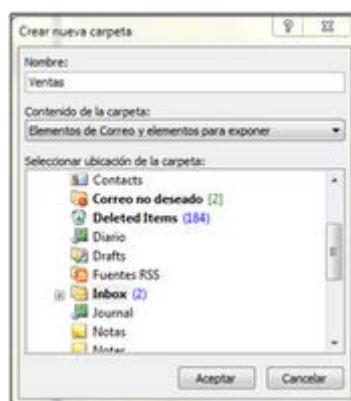 Crear nueva carpeta
Nombre:
Ventas
Contenido de la carpeta:
Elementos de Correo y elementos para exponer
Seleccionar ubicación de la carpeta:
Contacts
Correo no deseado [2]
Deleted Items (184)
Diario
Drafts
Fuentes RSS
Inbox (2)
Journal
Notas
Notes
Aceptar
Cancelar